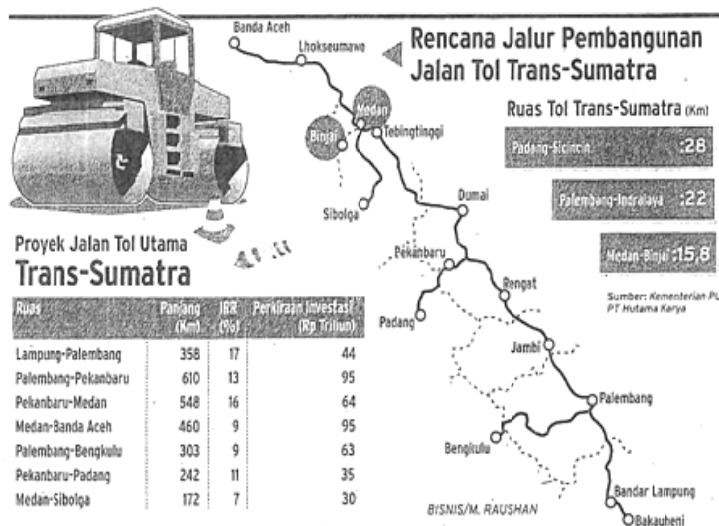 Rencana Jalur Pembangunan
Jalan Tol Trans-Sumatra
Banda Aceh
Lhokseumawe
Medan
Binjai
Tebingtinggi
Sibolga
Dumai
Pekanbaru
Padang
Rengat
Jambi
Palembang
Bengkulu
Bandar Lampung
Bakauheni
Ruas Tol Trans-Sumatra (Km)
Padang-Sicincin :28
Palembang-Indralaya :22
Medan-Binjai :15,8
Sumber: Kementerian PU
PT Hutama Karya
Proyek Jalan Tol Utama
Trans-Sumatra
Ruas Panjang (Km) IRR (%) Perkiraan Investasi (Rp Triliun)
Lampung-Palembang 358 17 44
Palembang-Pekanbaru 610 13 95
Pekanbaru-Medan 548 16 64
Medan-Banda Aceh 460 9 95
Palembang-Bengkulu 303 9 63
Pekanbaru-Padang 242 11 35
Medan-Sibolga 172 7 30
BISNIS/M. RAUSHAN